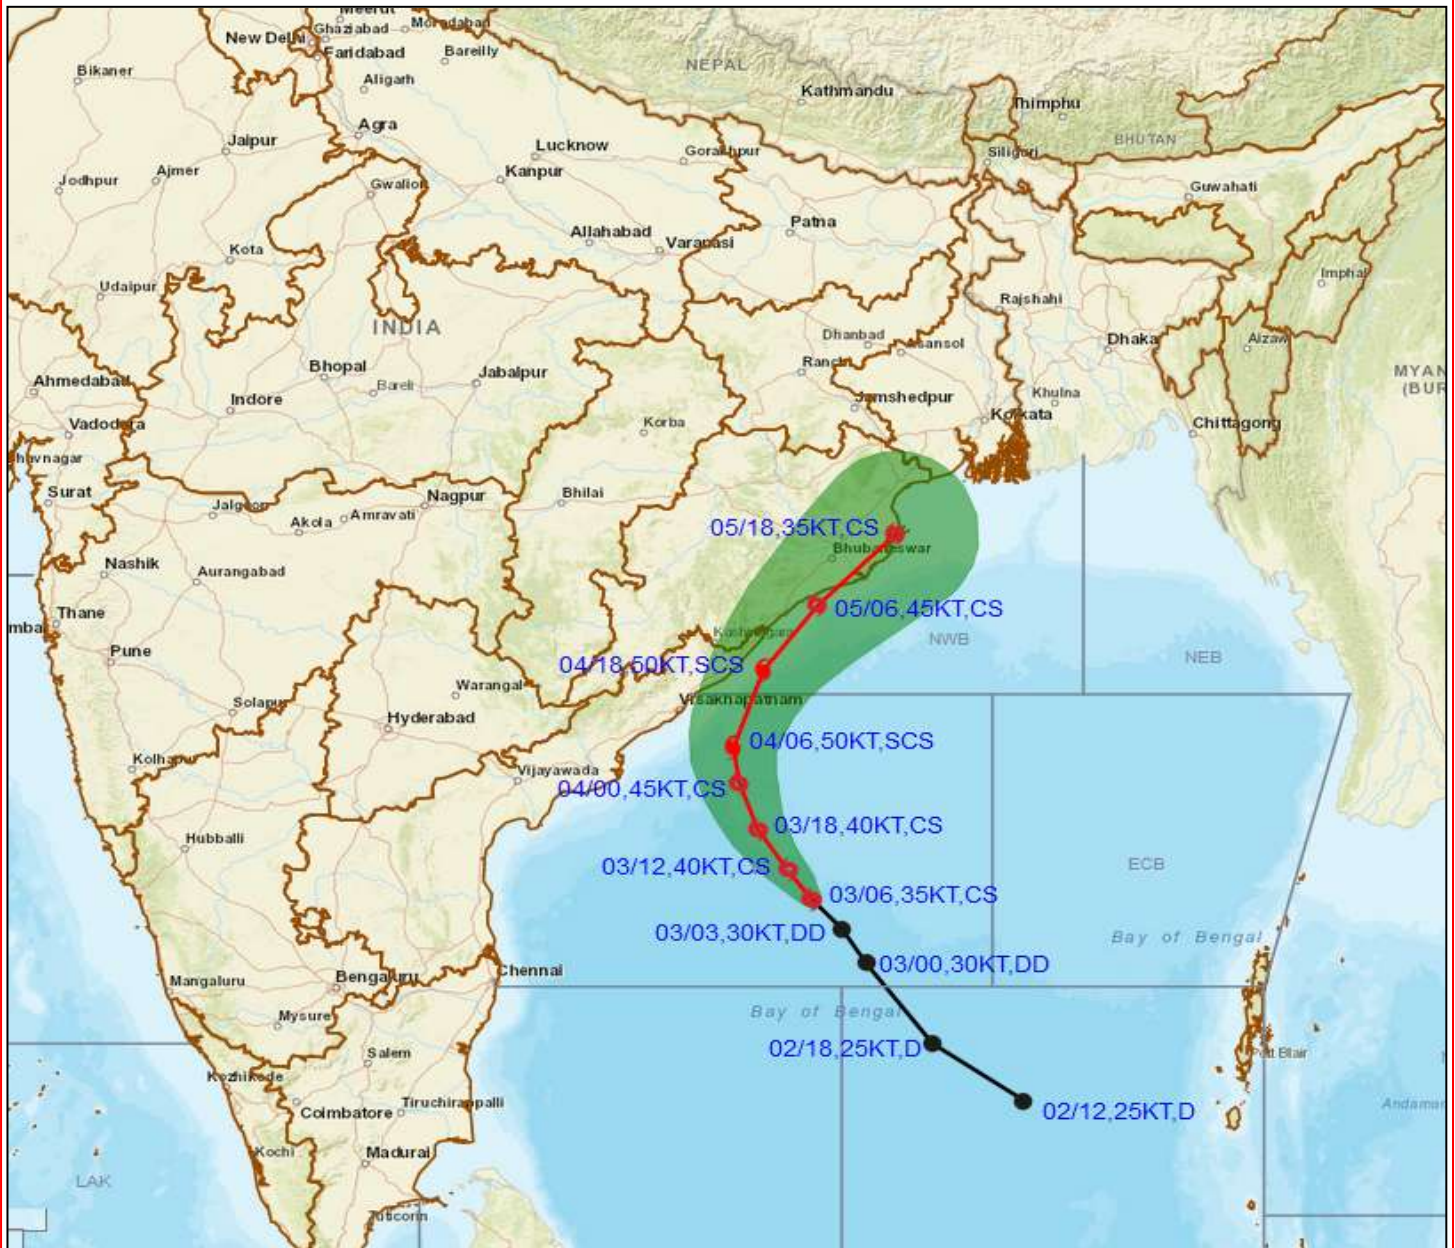 Meerut
Moradabad
Ghaziabad
New Delhi
Faridabad
Bareilly
NEPAL
Bikaner
Aligarh
Kathmandu
Thimphu
Agra
BHUTAN
Jaipur
Lucknow
Gorakhpur
Siliguri
Ajmer
Kanpur
Jodhpur
Gwalior
Guwahati
Patna
Allahabad
Varanasi
Kota
Imphal
Udaipur
Rajshahi
INDIA
Dhanbad
Asansol
Dhaka
Aizawl
Ranchi
Bhopal
Bareli
Jabalpur
MYAN
(BUR
Ahmedabad
Indore
Jamshedpur
Khulna
Kolkata
Vadodara
Korba
Chittagong
havnagar
Surat
Jalgaon
Akola
Amravati
Nagpur
Bhilai
05/18,35KT,CS
Bhubaneswar
Nashik
Aurangabad
Thane
05/06,45KT,CS
mbai
NWB
NEB
Pune
04/18,50KT,SCS
Warangal
Visakhapatnam
Solapur
Hyderabad
04/06,50KT,SCS
Kolhapur
Vijayawada
04/00,45KT,CS
03/18,40KT,CS
Hubballi
03/12,40KT,CS
ECB
03/06,35KT,CS
03/03,30KT,DD
Bay of Bengal
03/00,30KT,DD
Chennai
Mangaluru
Bengaluru
Bay of Bengal
Mysuru
02/18,25KT,D
Salem
Port Blair
Kozhikode
Coimbatore
Tiruchirappalli
02/12,25KT,D
Andaman
Kochi
Madurai
LAK
Tuticorin